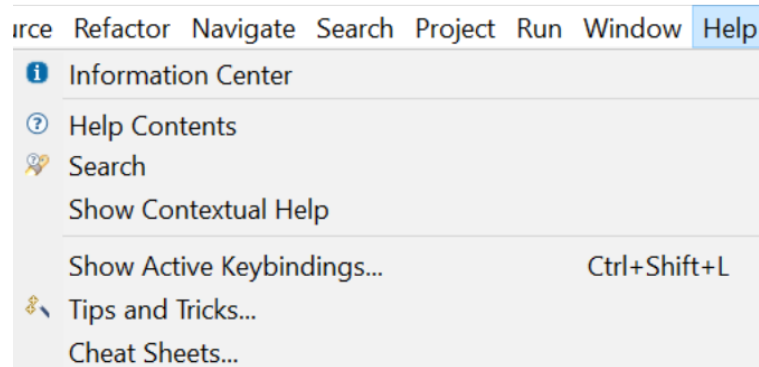 urce Refactor Navigate Search Project Run Window Help
Information Center
Help Contents
Search
Show Contextual Help
Show Active Keybindings... Ctrl+Shift+L
Tips and Tricks...
Cheat Sheets...